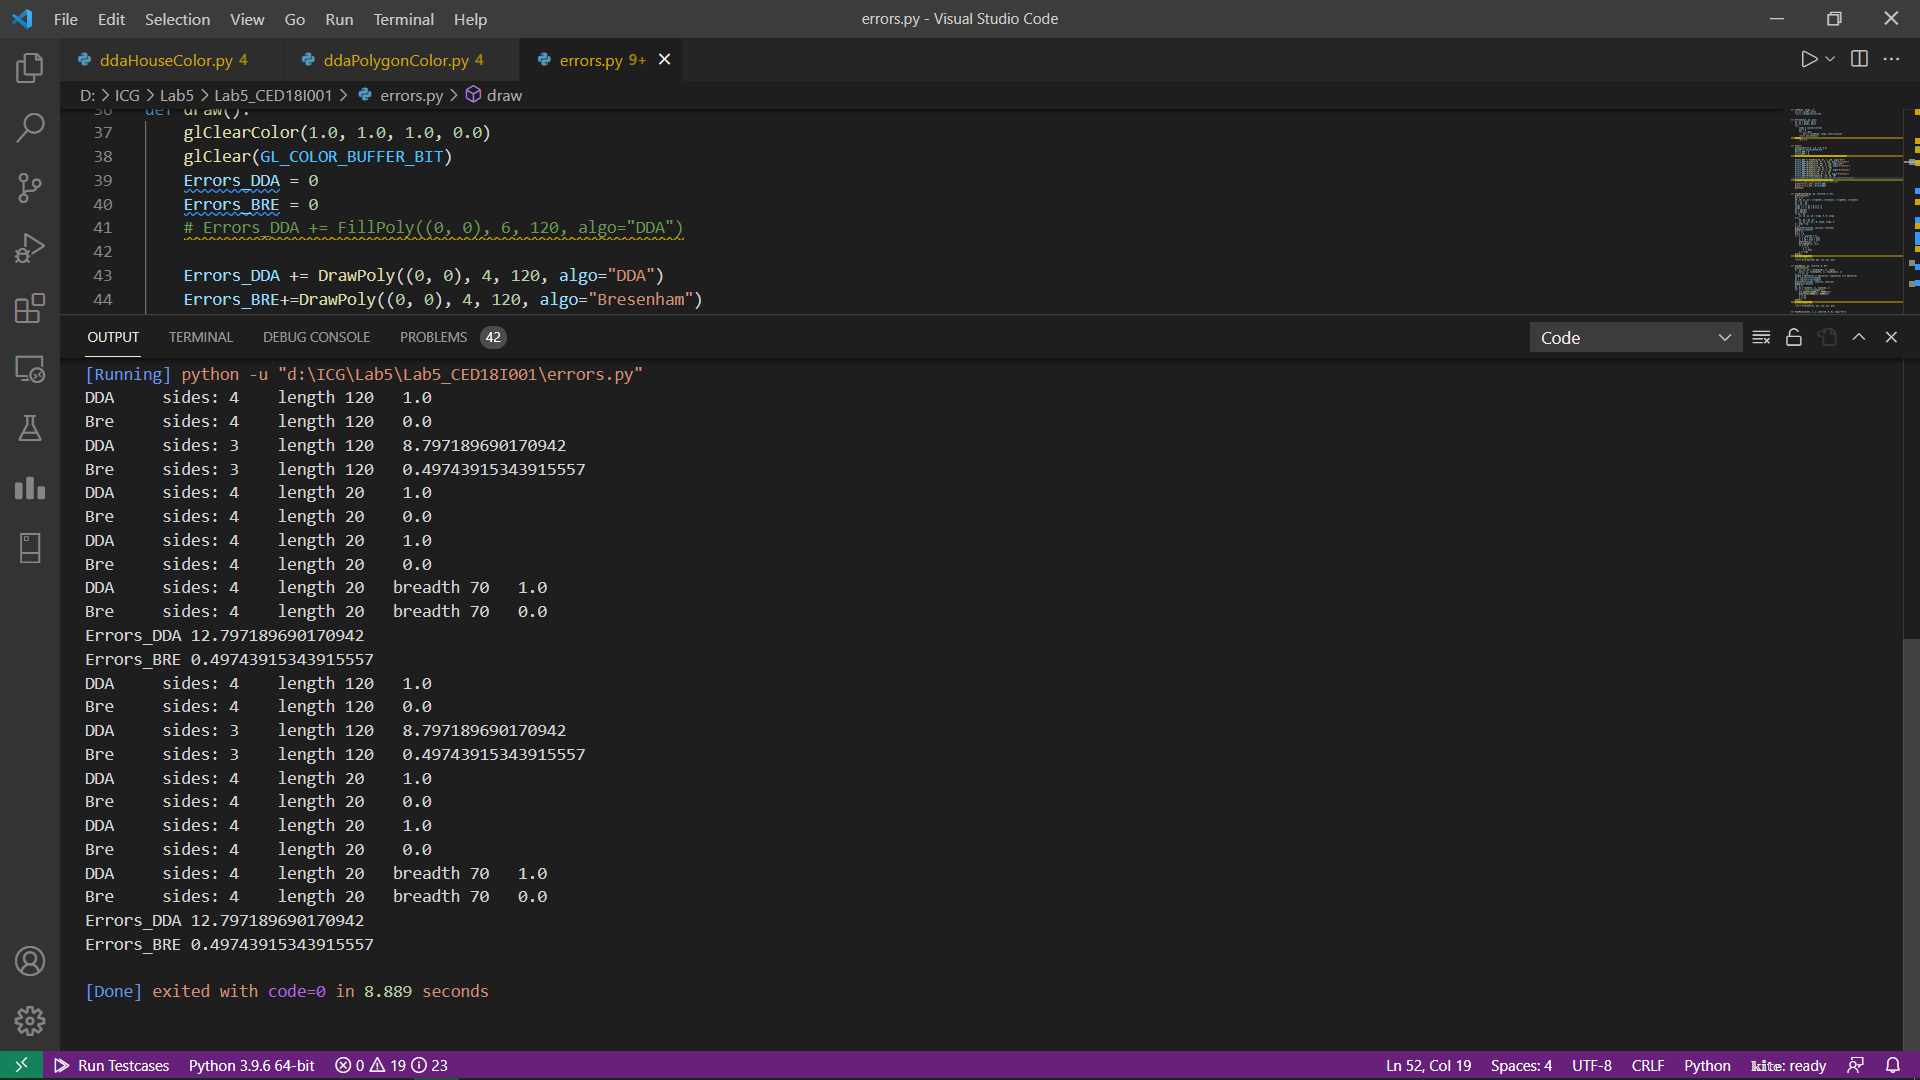 File Edit Selection View Go Run Terminal Help
errors.py - Visual Studio Code
ddaHouseColor.py 4
ddaPolygonColor.py 4
errors.py 9+
D: > ICG > Lab5 > Lab5_CED18I001 > errors.py > draw
36 def draw():
37 glClearColor(1.0, 1.0, 1.0, 0.0)
38 glClear(GL_COLOR_BUFFER_BIT)
39 Errors_DDA = 0
40 Errors_BRE = 0
41 # Errors_DDA += FillPoly((0, 0), 6, 120, algo="DDA")
42
43 Errors_DDA += DrawPoly((0, 0), 4, 120, algo="DDA")
44 Errors_BRE+=DrawPoly((0, 0), 4, 120, algo="Bresenham")
OUTPUT TERMINAL DEBUG CONSOLE PROBLEMS 42
Code
[Running] python -u "d:\ICG\Lab5\Lab5_CED18I001\errors.py"
DDA sides: 4 length 120 1.0
Bre sides: 4 length 120 0.0
DDA sides: 3 length 120 8.797189690170942
Bre sides: 3 length 120 0.49743915343915557
DDA sides: 4 length 20 1.0
Bre sides: 4 length 20 0.0
DDA sides: 4 length 20 1.0
Bre sides: 4 length 20 0.0
DDA sides: 4 length 20 breadth 70 1.0
Bre sides: 4 length 20 breadth 70 0.0
Errors_DDA 12.797189690170942
Errors_BRE 0.49743915343915557
DDA sides: 4 length 120 1.0
Bre sides: 4 length 120 0.0
DDA sides: 3 length 120 8.797189690170942
Bre sides: 3 length 120 0.49743915343915557
DDA sides: 4 length 20 1.0
Bre sides: 4 length 20 0.0
DDA sides: 4 length 20 1.0
Bre sides: 4 length 20 0.0
DDA sides: 4 length 20 breadth 70 1.0
Bre sides: 4 length 20 breadth 70 0.0
Errors_DDA 12.797189690170942
Errors_BRE 0.49743915343915557
[Done] exited with code=0 in 8.889 seconds
Run Testcases Python 3.9.6 64-bit 0 19 23
Ln 52, Col 19 Spaces: 4 UTF-8 CRLF Python kite: ready